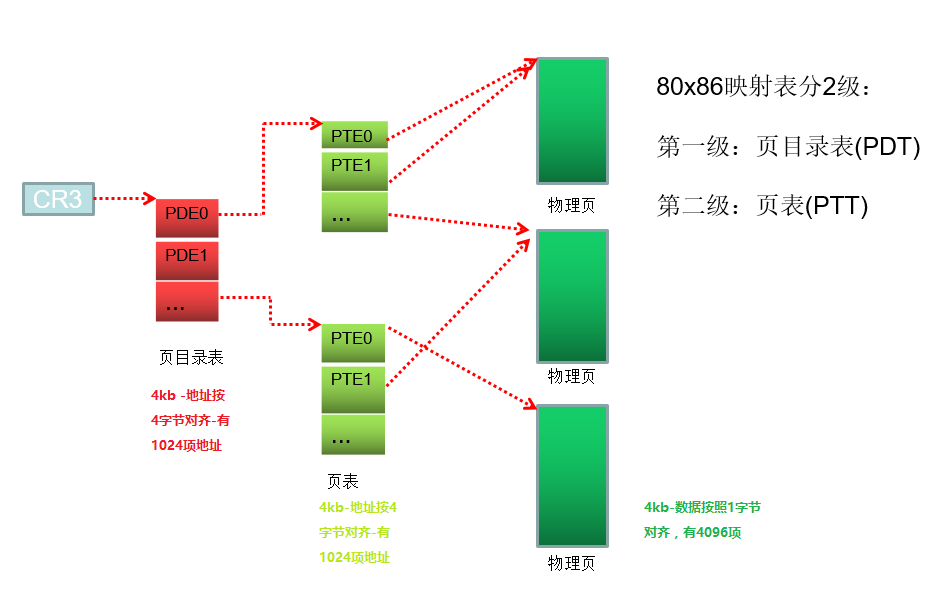 80x86映射表分2级：
第一级：页目录表(PDT)
第二级：页表(PTT)
CR3
PDE0
PDE1
...
页目录表
4kb -地址按
4字节对齐-有
1024项地址
PTE0
PTE1
...
PTE0
PTE1
...
页表
4kb-地址按4
字节对齐-有
1024项地址
物理页
物理页
物理页
4kb-数据按照1字节
对齐，有4096项